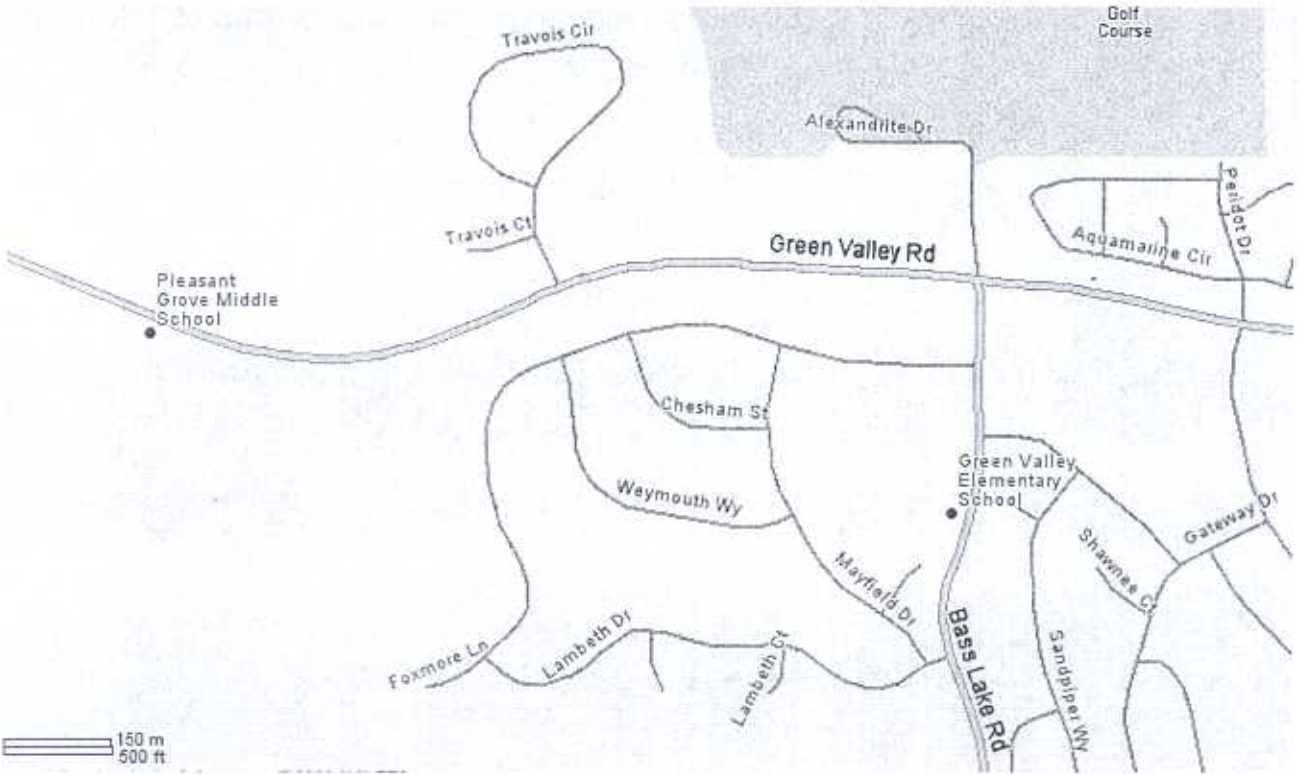 Golf
Course
Travois Cir
Alexandrite Dr
Peridot Dr
Travois Ct
Green Valley Rd
Aquamarine Cir
Pleasant
Grove Middle
School
Chesham St
Green Valley
Elementary
School
Weymouth Wy
Gateway Dr
Shawnee Ct
Mayfield Dr
Lambeth Dr
Foxmore Ln
Lambeth Ct
Bass Lake Rd
Sandpiper Wy
150 m
500 ft